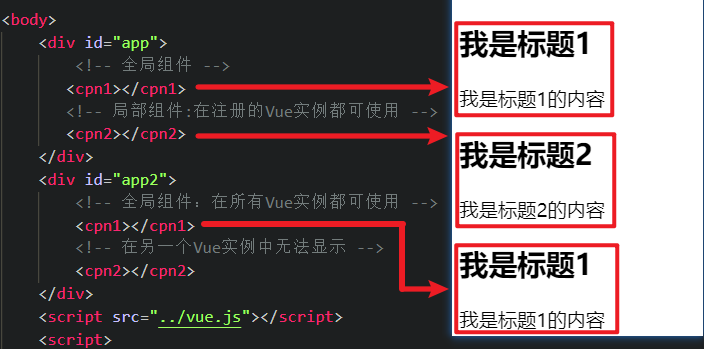 <body>
<div id="app">
<!-- 全局组件 -->
<cpn1></cpn1>
<!-- 局部组件:在注册的Vue实例都可使用 -->
<cpn2></cpn2>
</div>
<div id="app2">
<!-- 全局组件：在所有Vue实例都可使用 -->
<cpn1></cpn1>
<!-- 在另一个Vue实例中无法显示 -->
<cpn2></cpn2>
</div>
<script src="../vue.js"></script>
<script>
我是标题1
我是标题1的内容
我是标题2
我是标题2的内容
我是标题1
我是标题1的内容